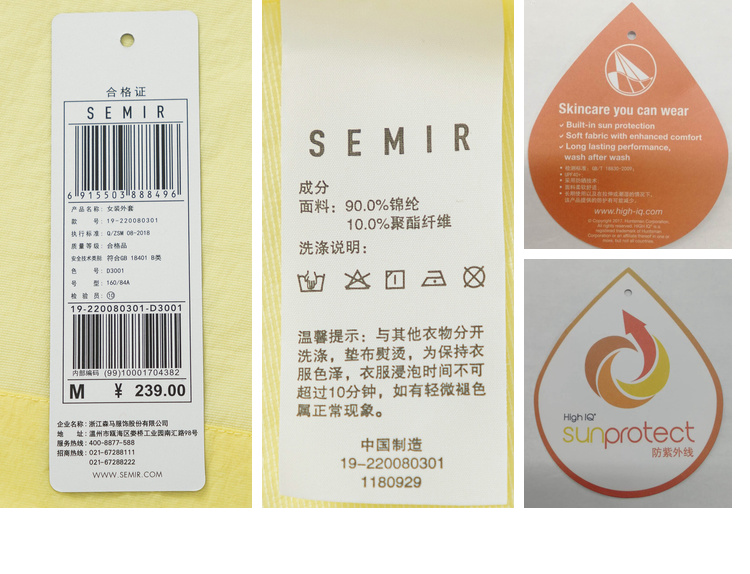 合格证
SEMIR
6 915503 888496
产品名称: 女装外套
款 号: 19-220080301
执行标准: Q/ZSM 08-2018
质量等级: 合格品
安全技术类别 符合GB 18401 B类
色 号: D3001
号 型: 160/84A
检 验 员: ⑩
19-220080301-D3001
内部编码 (99)10001704382
M ¥ 239.00
企业名称: 浙江森马服饰股份有限公司
地 址: 温州市瓯海区娄桥工业园南汇路98号
服务热线: 400-8877-588
招商热线: 021-67288111
021-67288222
WWW.SEMIR.COM
SEMIR
成分
面料: 90.0%锦纶
10.0%聚酯纤维
洗涤说明:
温馨提示: 与其他衣物分开
洗涤, 垫布熨烫, 为保持衣
服色泽, 衣服浸泡时间不可
超过10分钟, 如有轻微褪色
属正常现象。
中国制造
19-220080301
1180929
Skincare you can wear
✓ Built-in sun protection
✓ Soft fabric with enhanced comfort
✓ Long lasting performance,
wash after wash
www.high-iq.com
High IQ®
sunprotect
防紫外线